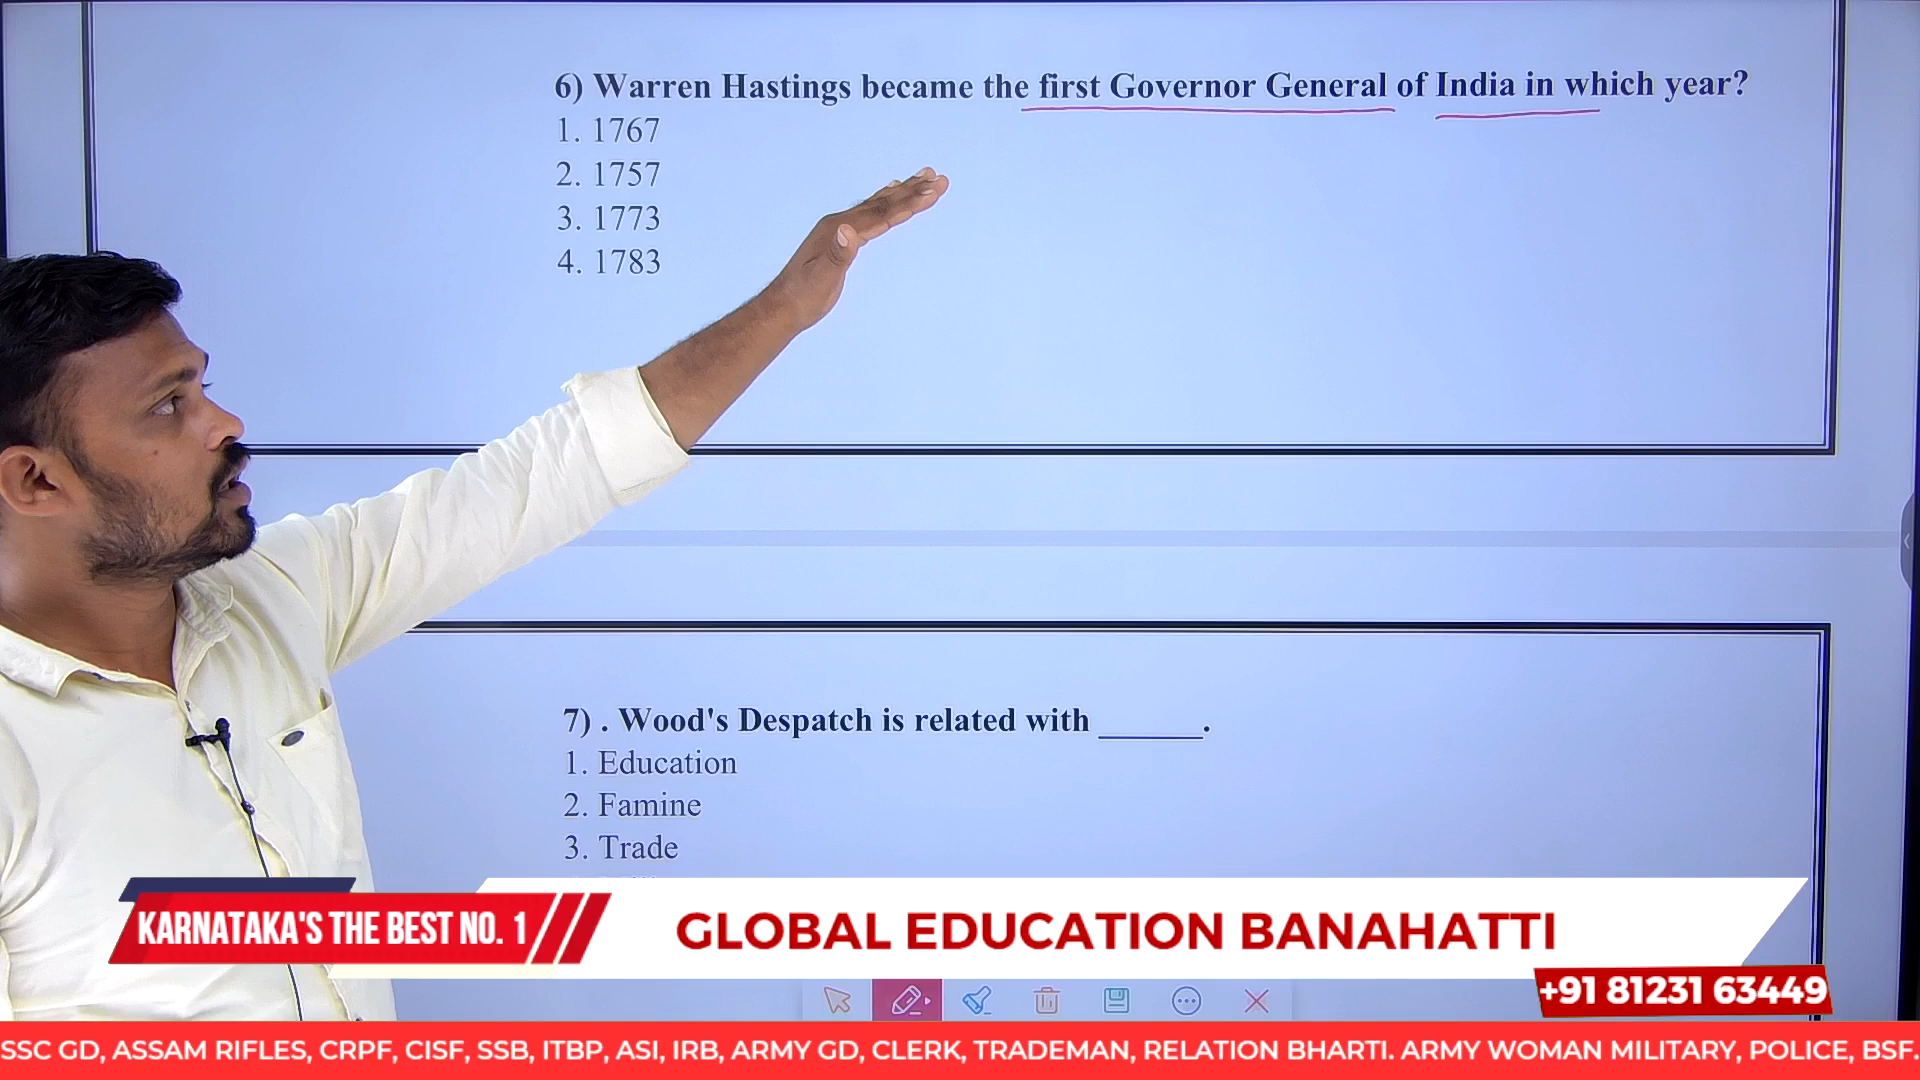 6) Warren Hastings became the first Governor General of India in which year?
1. 1767
2. 1757
3. 1773
4. 1783
7) . Wood's Despatch is related with ______.
1. Education
2. Famine
3. Trade
KARNATAKA'S THE BEST NO. 1
GLOBAL EDUCATION BANAHATTI
+91 81231 63449
SSC GD, ASSAM RIFLES, CRPF, CISF, SSB, ITBP, ASI, IRB, ARMY GD, CLERK, TRADEMAN, RELATION BHARTI. ARMY WOMAN MILITARY, POLICE, BSF.